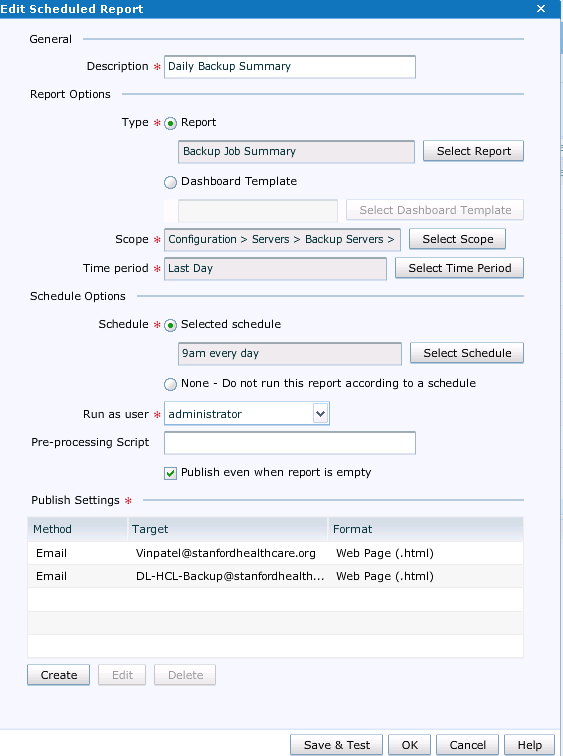 Edit Scheduled Report
General
Description * Daily Backup Summary
Report Options
Type * Report
Backup Job Summary Select Report
Dashboard Template
Select Dashboard Template
Scope * Configuration > Servers > Backup Servers > Select Scope
Time period * Last Day Select Time Period
Schedule Options
Schedule * Selected schedule
9am every day Select Schedule
None - Do not run this report according to a schedule
Run as user * administrator
Pre-processing Script
Publish even when report is empty
Publish Settings *
Method Target Format
Email Vinpatel@stanfordhealthcare.org Web Page (.html)
Email DL-HCL-Backup@stanfordhealth... Web Page (.html)
Create Edit Delete
Save & Test OK Cancel Help